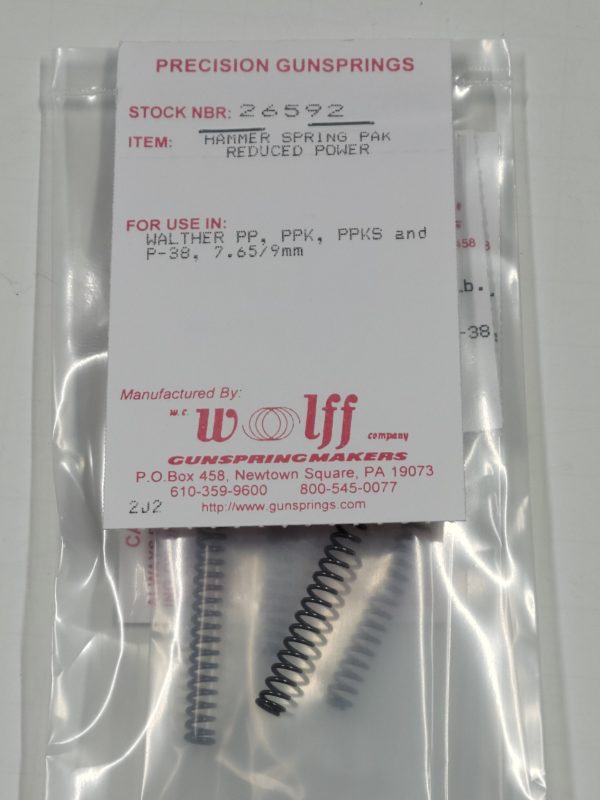 PRECISION GUNSPRINGS
STOCK NBR: 26592
ITEM: HAMMER SPRING PAK
REDUCED POWER
FOR USE IN:
WALTHER PP, PPK, PPKS and
P-38, 7.65/9mm
Manufactured By:
w.c. wolff company
GUNSPRINGMAKERS
P.O.Box 458, Newtown Square, PA 19073
610-359-9600 800-545-0077
2J2 http://www.gunsprings.com
458
-38,